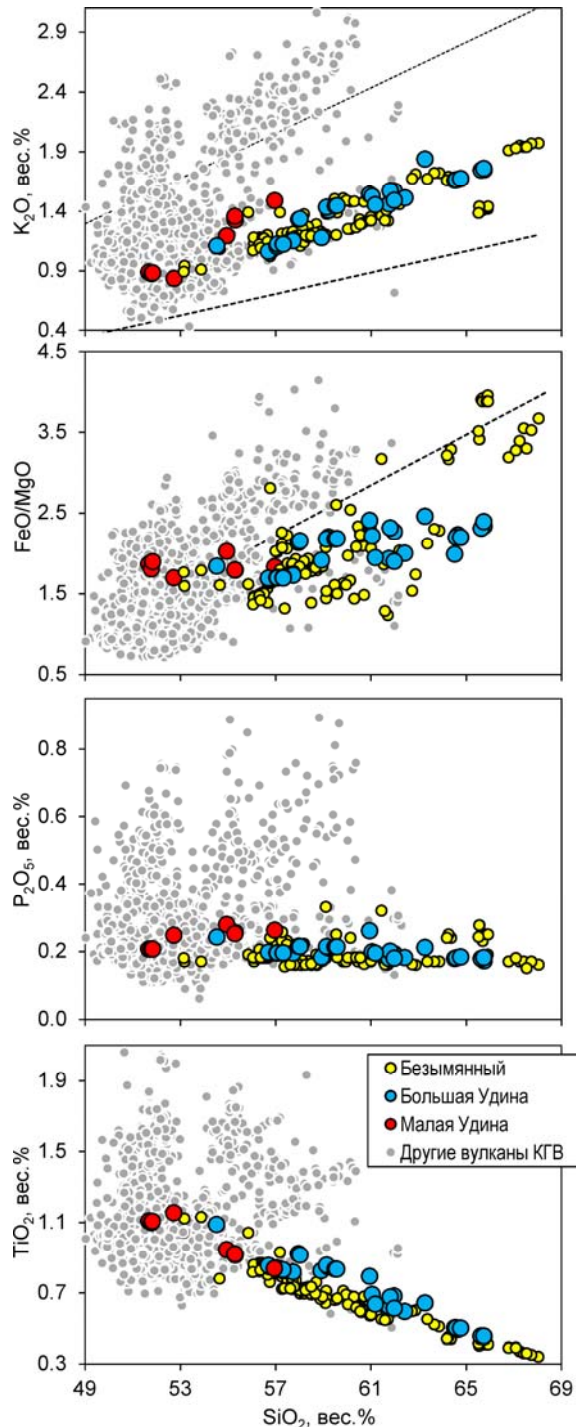 2.9
2.4
1.9
1.4
0.9
0.4
K₂O, вес.%
4.5
3.5
2.5
1.5
0.5
FeO/MgO
0.8
0.6
0.4
0.2
0.0
P₂O₅, вес.%
1.9
1.5
1.1
0.7
0.3
TiO₂, вес.%
Безымянный
Большая Удина
Малая Удина
Другие вулканы КГВ
49 53 57 61 65 69
SiO₂, вес.%